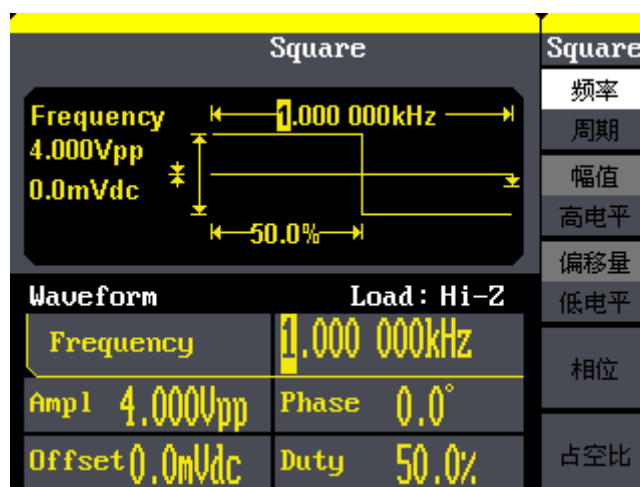 Square
Square
Frequency
1.000 000kHz
4.000Vpp
0.0mVdc
50.0%
频率
周期
幅值
高电平
偏移量
低电平
相位
占空比
Waveform Load: Hi-Z
Frequency 1.000 000kHz
Ampl 4.000Vpp Phase 0.0°
Offset 0.0mVdc Duty 50.0%